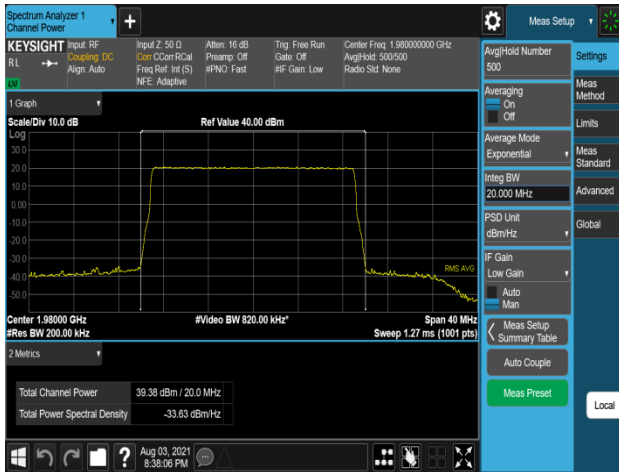 Spectrum Analyzer 1
Channel Power
Meas Setup
KEYSIGHT
Input: RF
Input Z: 50 Ω
Atten: 16 dB
Trig: Free Run
Center Freq: 1.980000000 GHz
R L
Coupling: DC
Corr CCorr RCal
Preamp: Off
Gate: Off
Avg|Hold: 500/500
Align: Auto
Freq Ref: Int (S)
#PNO: Fast
#IF Gain: Low
Radio Std: None
NFE: Adaptive
1 Graph
Scale/Div 10.0 dB
Ref Value 40.00 dBm
Log
30.0
20.0
10.0
0.00
-10.0
-20.0
-30.0
-40.0
-50.0
RMS AVG
Center 1.98000 GHz
#Video BW 820.00 kHz*
Span 40 MHz
#Res BW 200.00 kHz
Sweep 1.27 ms (1001 pts)
2 Metrics
Total Channel Power
39.38 dBm / 20.0 MHz
Total Power Spectral Density
-33.63 dBm/Hz
Avg|Hold Number
500
Averaging
On
Off
Average Mode
Exponential
Integ BW
20.000 MHz
PSD Unit
dBm/Hz
IF Gain
Low Gain
Auto
Man
Meas Setup
Summary Table
Auto Couple
Meas Preset
Settings
Meas
Method
Limits
Meas
Standard
Advanced
Global
Local
?
Aug 03, 2021
8:38:06 PM